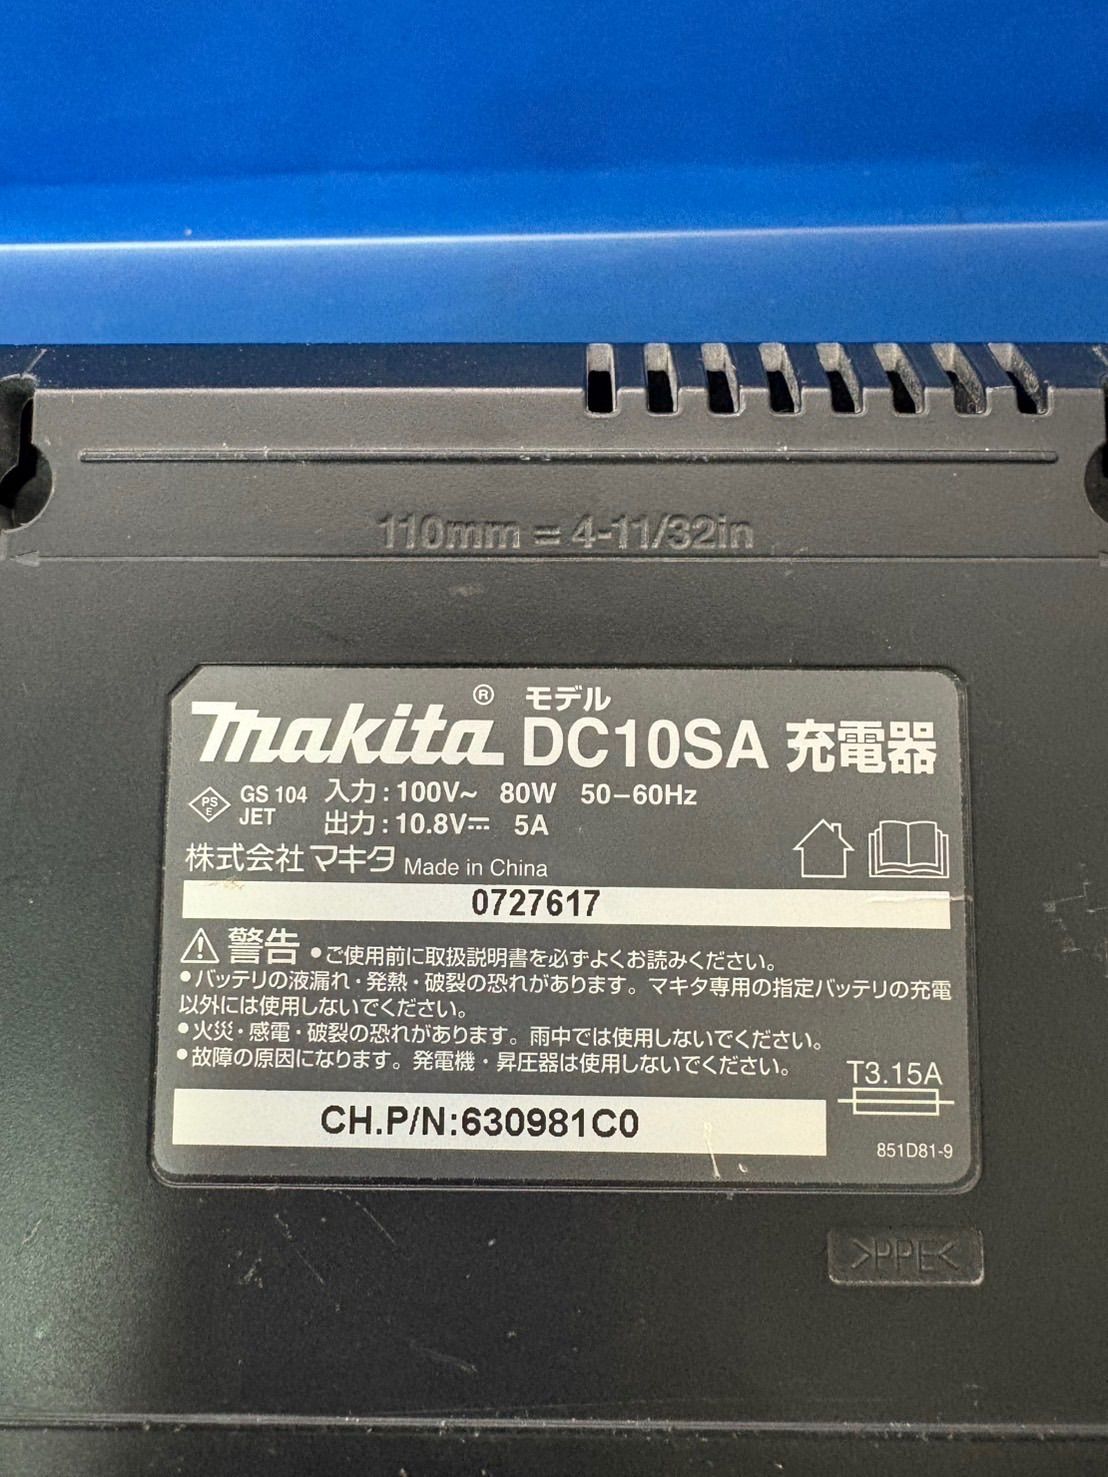 110mm = 4-11/32in
makita® モデル DC10SA 充電器
PS E GS 104 JET
入力:100V~ 80W 50-60Hz
出力:10.8V⎓ 5A
株式会社マキタ Made in China
0727617
⚠警告 •ご使用前に取扱説明書を必ずよくお読みください。
•バッテリの液漏れ・発熱・破裂の恐れがあります。マキタ専用の指定バッテリの充電
以外には使用しないでください。
•火災・感電・破裂の恐れがあります。雨中では使用しないでください。
•故障の原因になります。発電機・昇圧器は使用しないでください。
T3.15A
CH.P/N:630981C0
851D81-9
>PPE<